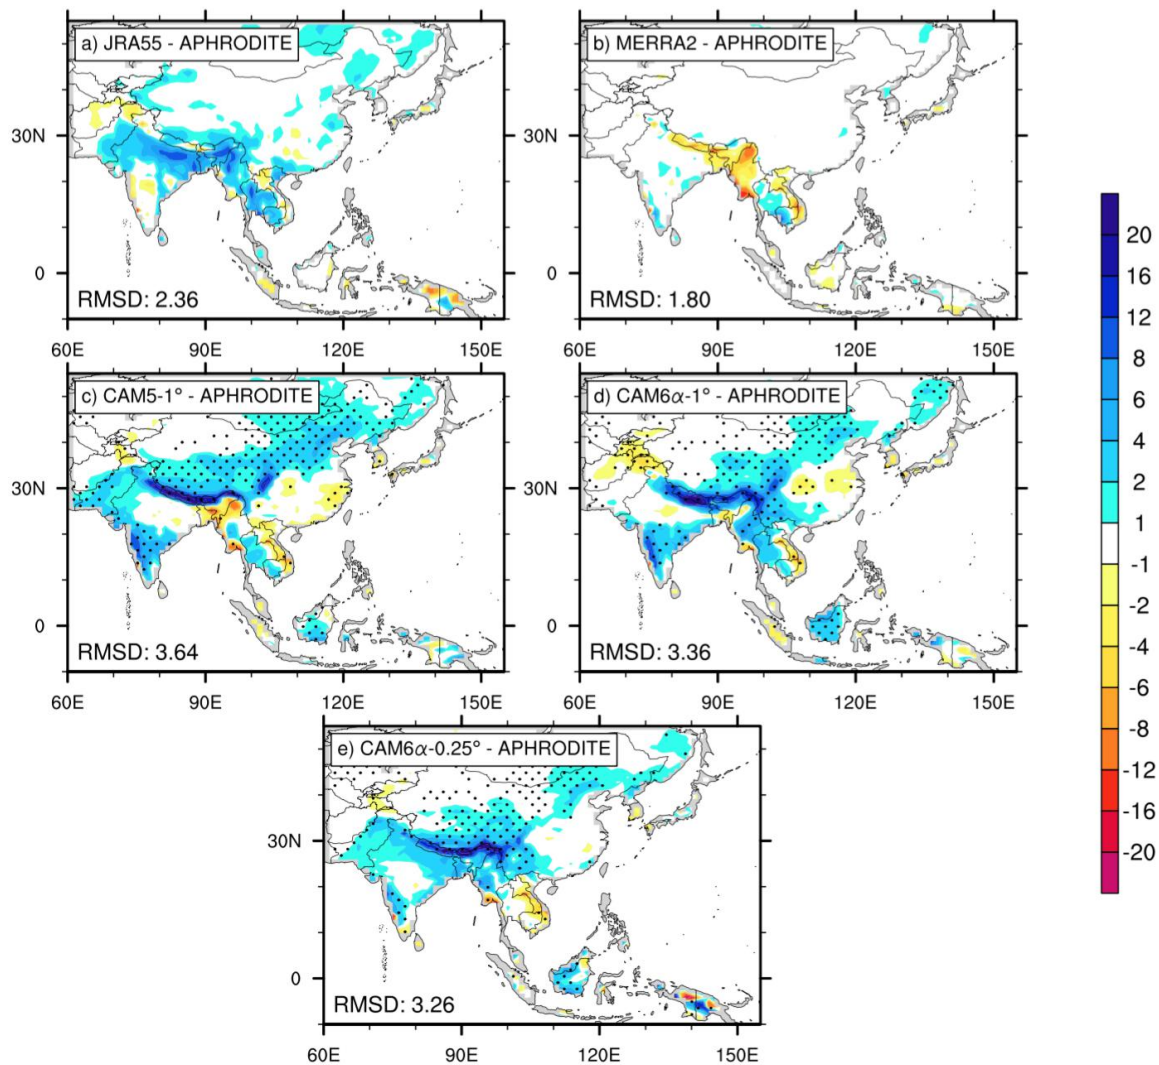 a) JRA55 - APHRODITE
b) MERRA2 - APHRODITE
30N
30N
0
0
RMSD: 2.36
RMSD: 1.80
60E 90E 120E 150E
60E 90E 120E 150E
c) CAM5-1° - APHRODITE
d) CAM6α-1° - APHRODITE
30N
30N
0
0
RMSD: 3.64
RMSD: 3.36
60E 90E 120E 150E
60E 90E 120E 150E
e) CAM6α-0.25° - APHRODITE
30N
0
RMSD: 3.26
60E 90E 120E 150E
20
16
12
8
6
4
2
1
-1
-2
-4
-6
-8
-12
-16
-20